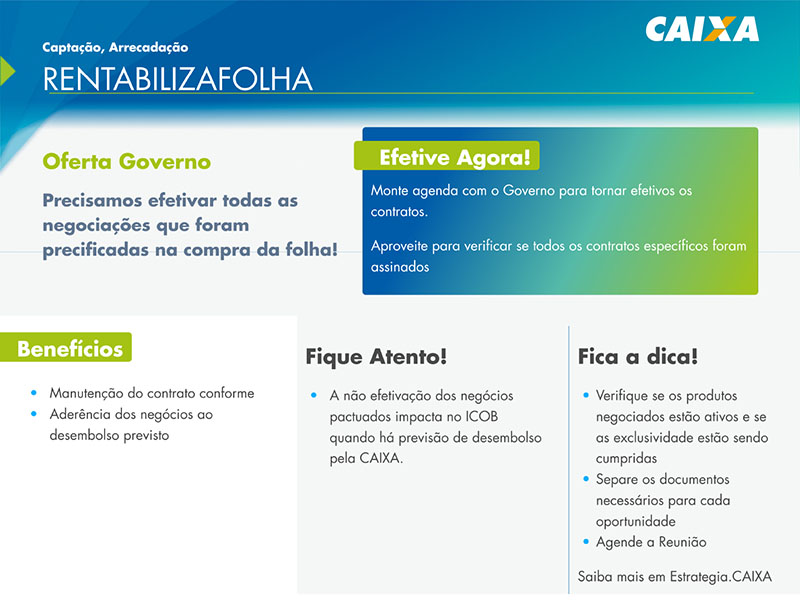 CAIXA
Captação, Arrecadação
RENTABILIZAFOLHA
Oferta Governo
Precisamos efetivar todas as
negociações que foram
precificadas na compra da folha!
Efetive Agora!
Monte agenda com o Governo para tornar efetivos os
contratos.
Aproveite para verificar se todos os contratos específicos foram
assinados
Benefícios
Manutenção do contrato conforme
Aderência dos negócios ao
desembolso previsto
Fique Atento!
A não efetivação dos negócios
pactuados impacta no ICOB
quando há previsão de desembolso
pela CAIXA.
Fica a dica!
Verifique se os produtos
negociados estão ativos e se
as exclusividade estão sendo
cumpridas
Separe os documentos
necessários para cada
oportunidade
Agende a Reunião
Saiba mais em Estrategia.CAIXA